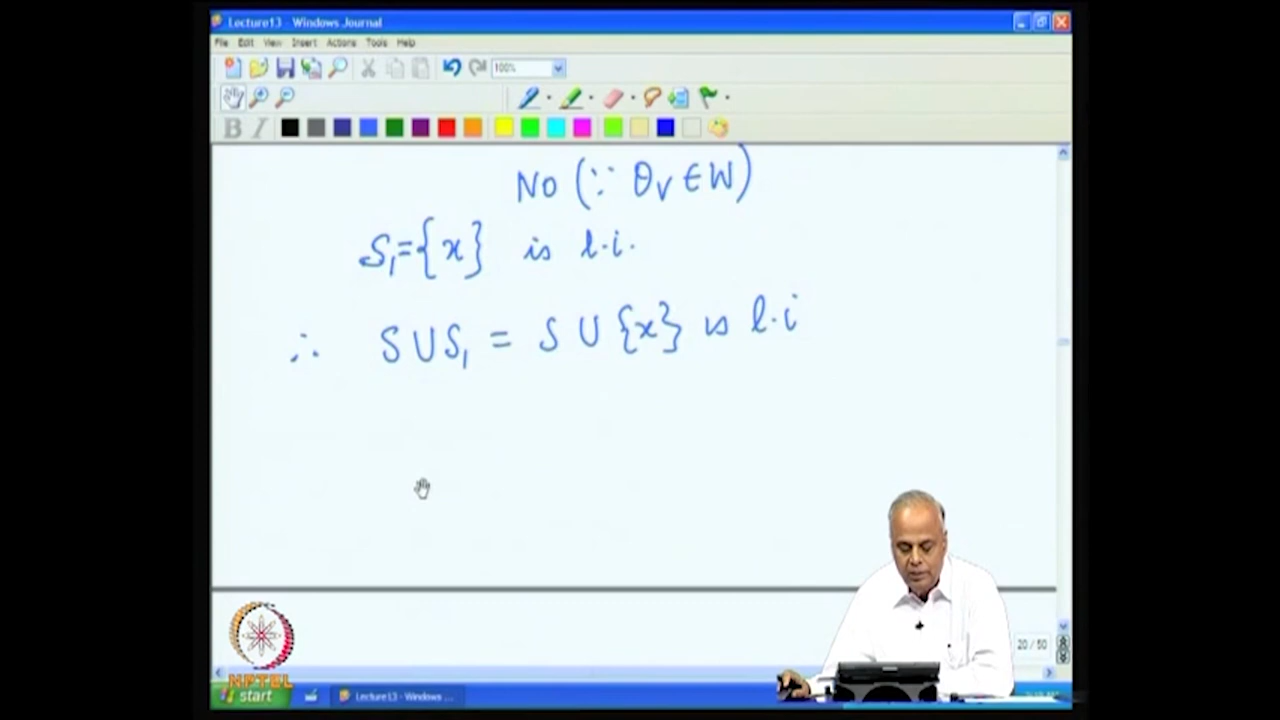 Lecture13 - Windows Journal
File Edit View Insert Actions Tools Help
100%
B I
No (∵ θ_V ∈ W)
S₁ = {x} is l.i.
∴ S ∪ S₁ = S ∪ {x} is l.i
20 / 50
NPTEL
start Lecture13 - Windows ...